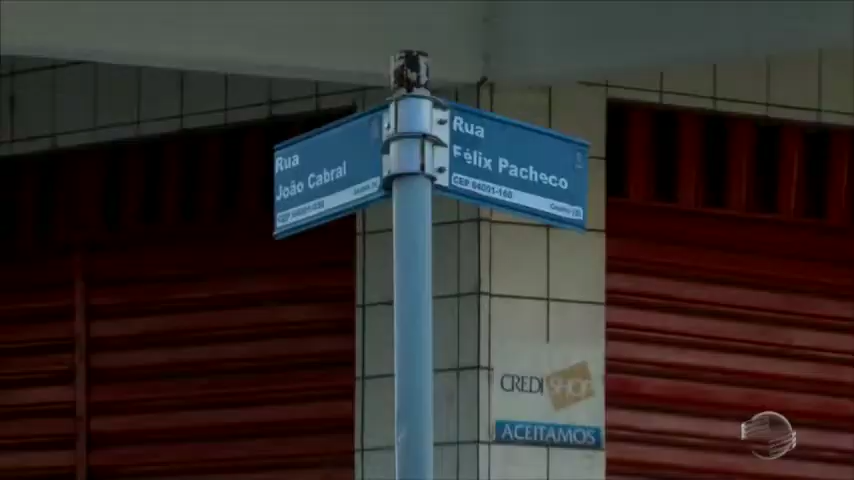 Rua
João Cabral
Rua
Félix Pacheco
CEP 64001-160
CREDI SHOP
ACEITAMOS